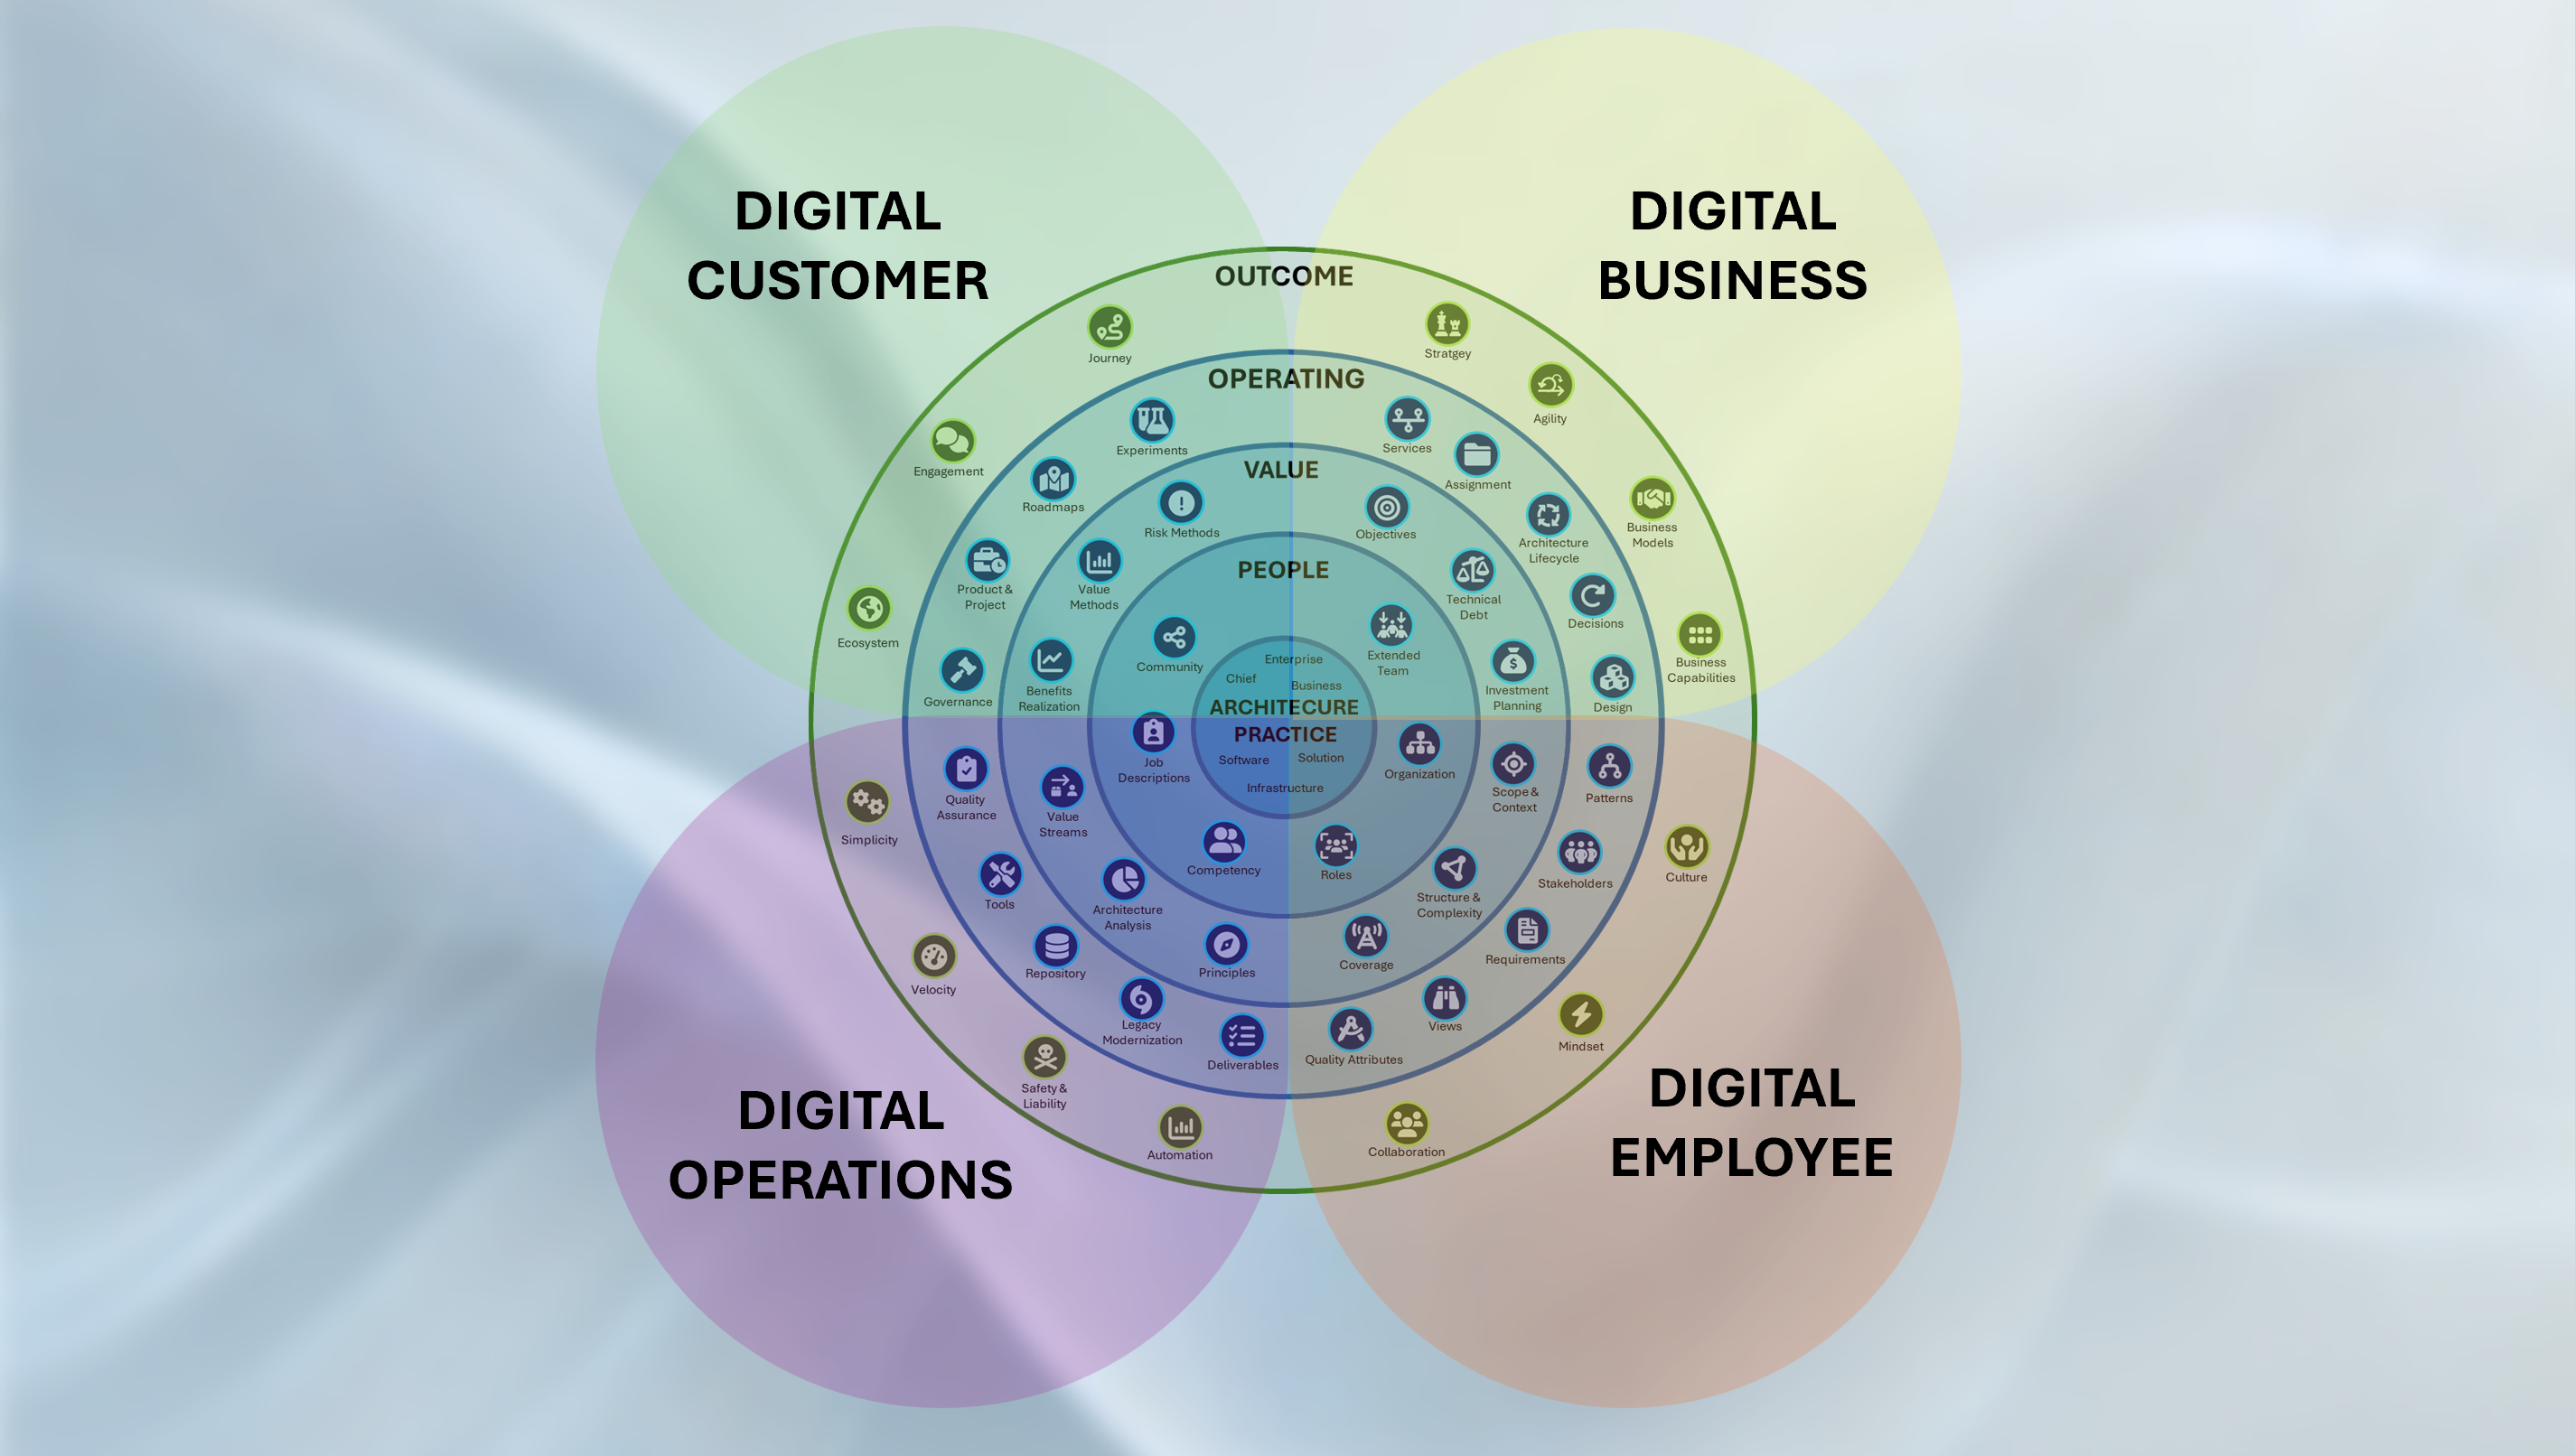 DIGITAL
CUSTOMER
DIGITAL
BUSINESS
OUTCOME
Journey
Stratgey
Agility
Engagement
Business
Models
Ecosystem
Business
Capabilities
Simplicity
Culture
Velocity
Mindset
Safety &
Liability
Automation
Collaboration
OPERATING
Experiments
Services
Roadmaps
Assignment
Product &
Project
Architecture
Lifecycle
Decisions
Governance
Design
Quality
Assurance
Patterns
Tools
Stakeholders
Repository
Requirements
Legacy
Modernization
Views
Deliverables
Quality Attributes
VALUE
Risk Methods
Objectives
Value
Methods
Technical
Debt
Benefits
Realization
Investment
Planning
Value
Streams
Scope &
Context
Architecture
Analysis
Structure &
Complexity
Principles
Coverage
PEOPLE
Community
Extended
Team
Job
Descriptions
Organization
Competency
Roles
Enterprise
Chief
Business
ARCHITECURE
PRACTICE
Software
Solution
Infrastructure
DIGITAL
OPERATIONS
DIGITAL
EMPLOYEE